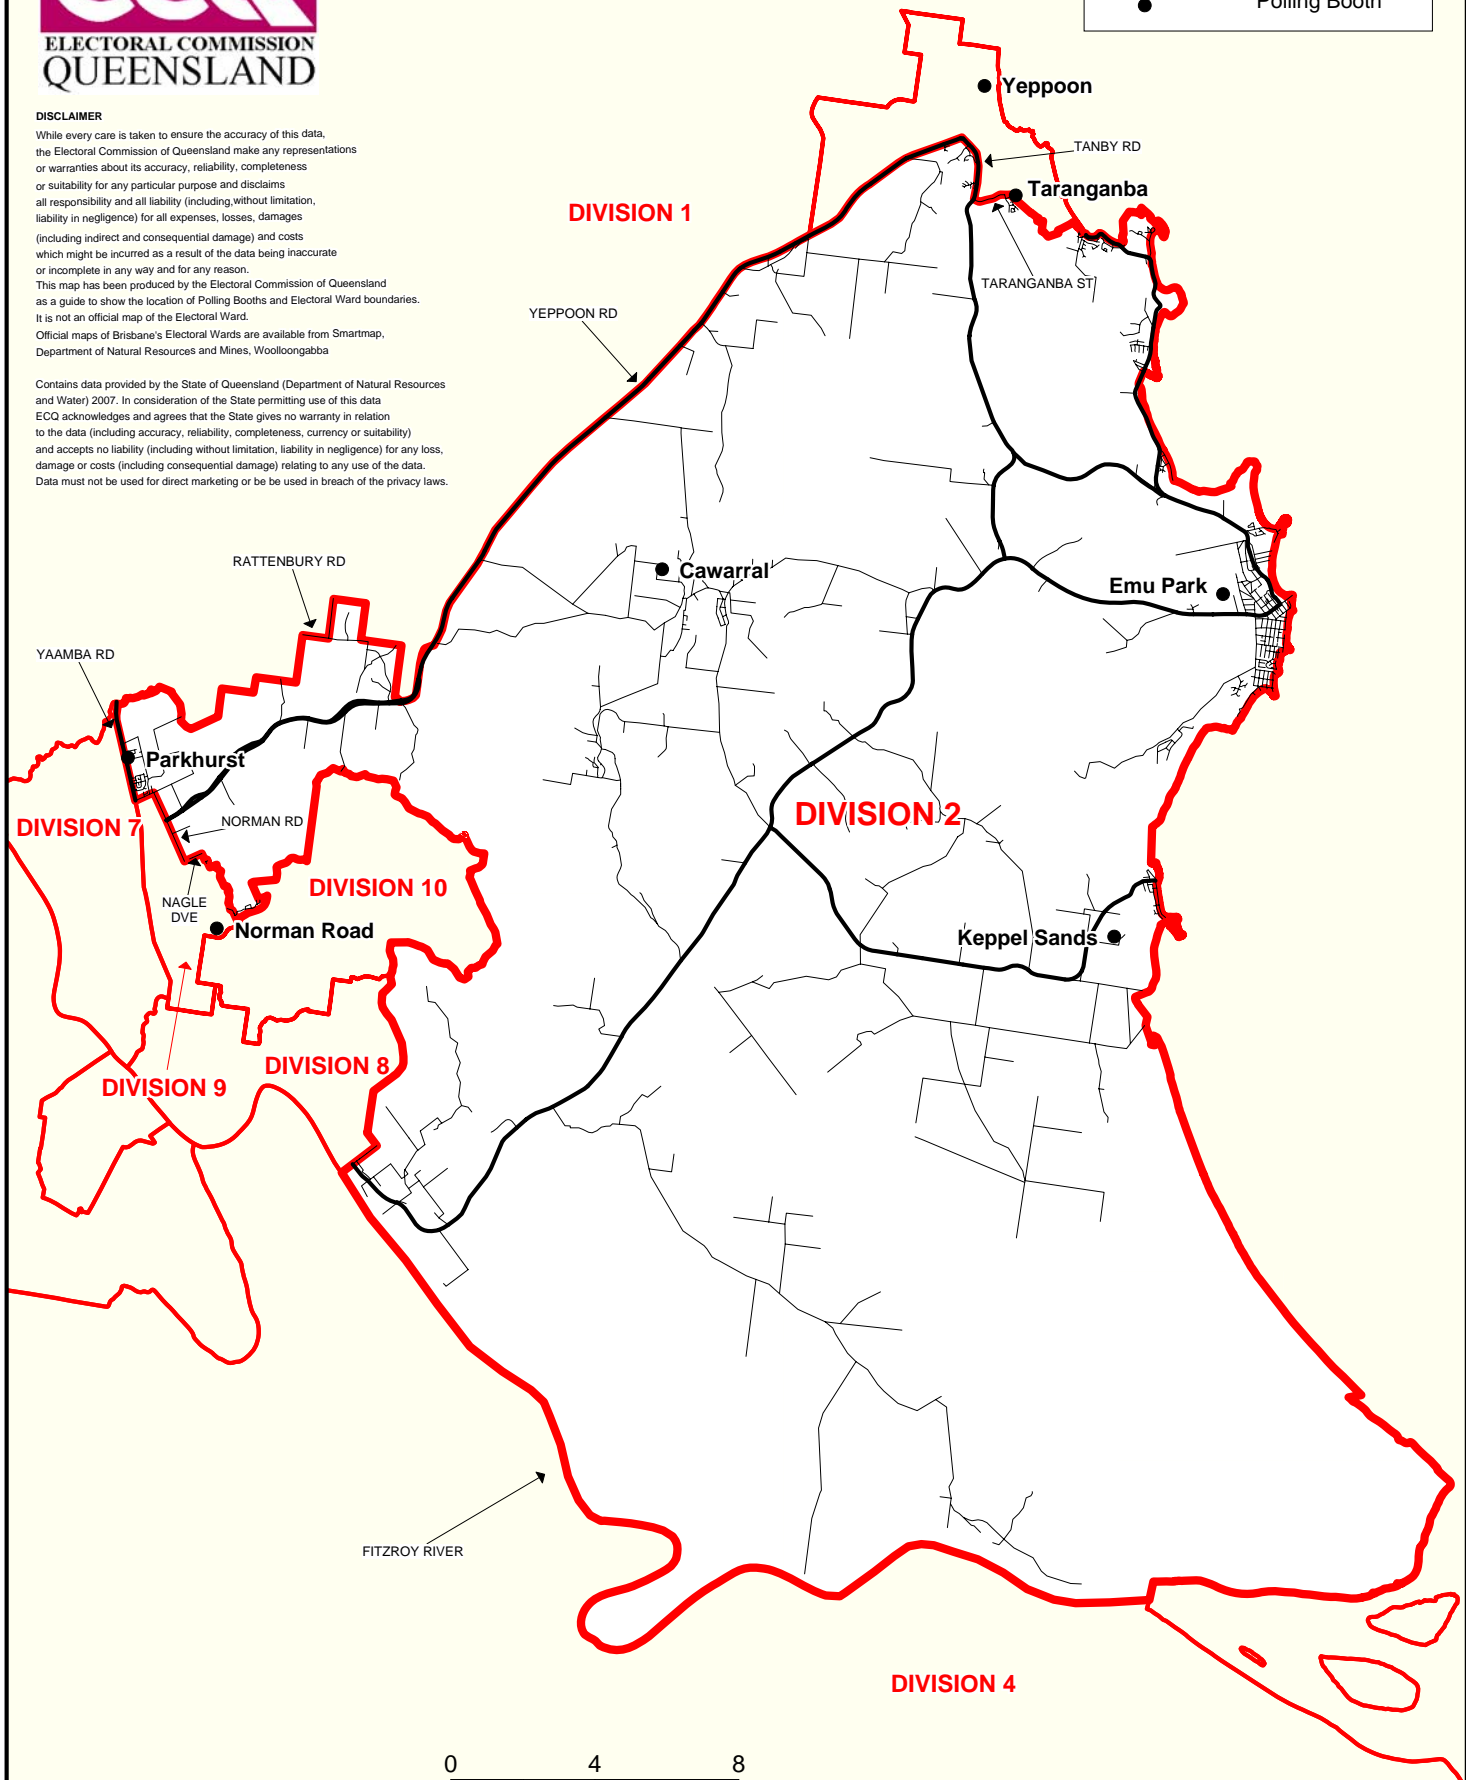 Polling Booth
ELECTORAL COMMISSION
QUEENSLAND
DISCLAIMER
While every care is taken to ensure the accuracy of this data,
the Electoral Commission of Queensland make any representations
or warranties about its accuracy, reliability, completeness
or suitability for any particular purpose and disclaims
all responsibility and all liability (including,without limitation,
liability in negligence) for all expenses, losses, damages
(including indirect and consequential damage) and costs
which might be incurred as a result of the data being inaccurate
or incomplete in any way and for any reason.
This map has been produced by the Electoral Commission of Queensland
as a guide to show the location of Polling Booths and Electoral Ward boundaries.
It is not an official map of the Electoral Ward.
Official maps of Brisbane's Electoral Wards are available from Smartmap,
Department of Natural Resources and Mines, Woolloongabba
Contains data provided by the State of Queensland (Department of Natural Resources
and Water) 2007. In consideration of the State permitting use of this data
ECQ acknowledges and agrees that the State gives no warranty in relation
to the data (including accuracy, reliability, completeness, currency or suitability)
and accepts no liability (including without limitation, liability in negligence) for any loss,
damage or costs (including consequential damage) relating to any use of the data.
Data must not be used for direct marketing or be be used in breach of the privacy laws.
Yeppoon
TANBY RD
Taranganba
DIVISION 1
TARANGANBA ST
YEPPOON RD
RATTENBURY RD
Cawarral
Emu Park
YAAMBA RD
Parkhurst
DIVISION 2
NORMAN RD
DIVISION 7
DIVISION 10
NAGLE
DVE
Norman Road
Keppel Sands
DIVISION 8
DIVISION 9
FITZROY RIVER
DIVISION 4
0 4 8